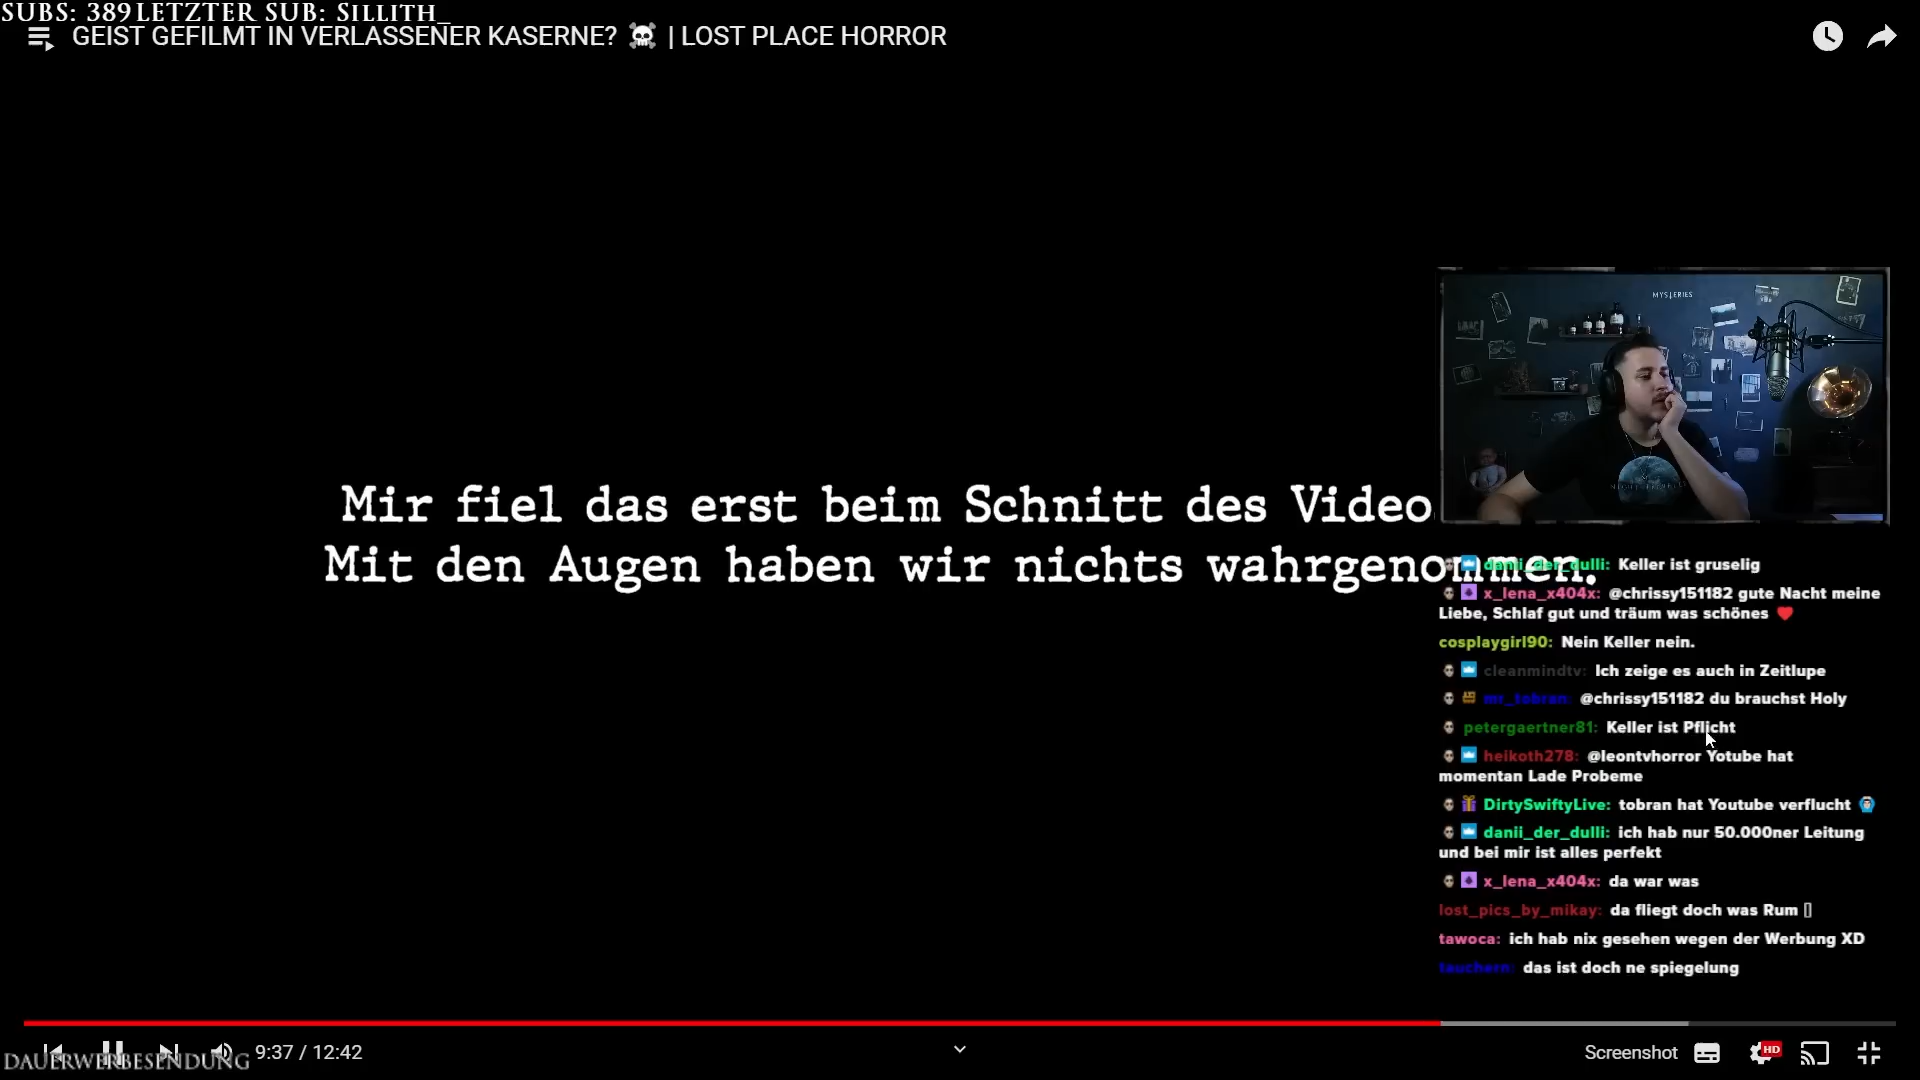 SUBS: 389 LETZTER SUB: SILLITH_
GEIST GEFILMT IN VERLASSENER KASERNE? ☠️ | LOST PLACE HORROR
MYSTERIES
Mir fiel das erst beim Schnitt des Video
Mit den Augen haben wir nichts wahrgenommen.
danii_der_dulli: Keller ist gruselig
x_lena_x404x: @chrissy151182 gute Nacht meine
Liebe, Schlaf gut und träum was schönes ♥
cosplaygirl90: Nein Keller nein.
cleanmindtv: Ich zeige es auch in Zeitlupe
mr_tobran: @chrissy151182 du brauchst Holy
petergaertner81: Keller ist Pflicht
heikoth278: @leontvhorror Yotube hat
momentan Lade Probeme
DirtySwiftyLive: tobran hat Youtube verflucht
danii_der_dulli: ich hab nur 50.000ner Leitung
und bei mir ist alles perfekt
x_lena_x404x: da war was
lost_pics_by_mikay: da fliegt doch was Rum
tawoca: ich hab nix gesehen wegen der Werbung XD
tauchern: das ist doch ne spiegelung
DAUERWERBESENDUNG
9:37 / 12:42
Screenshot
HD